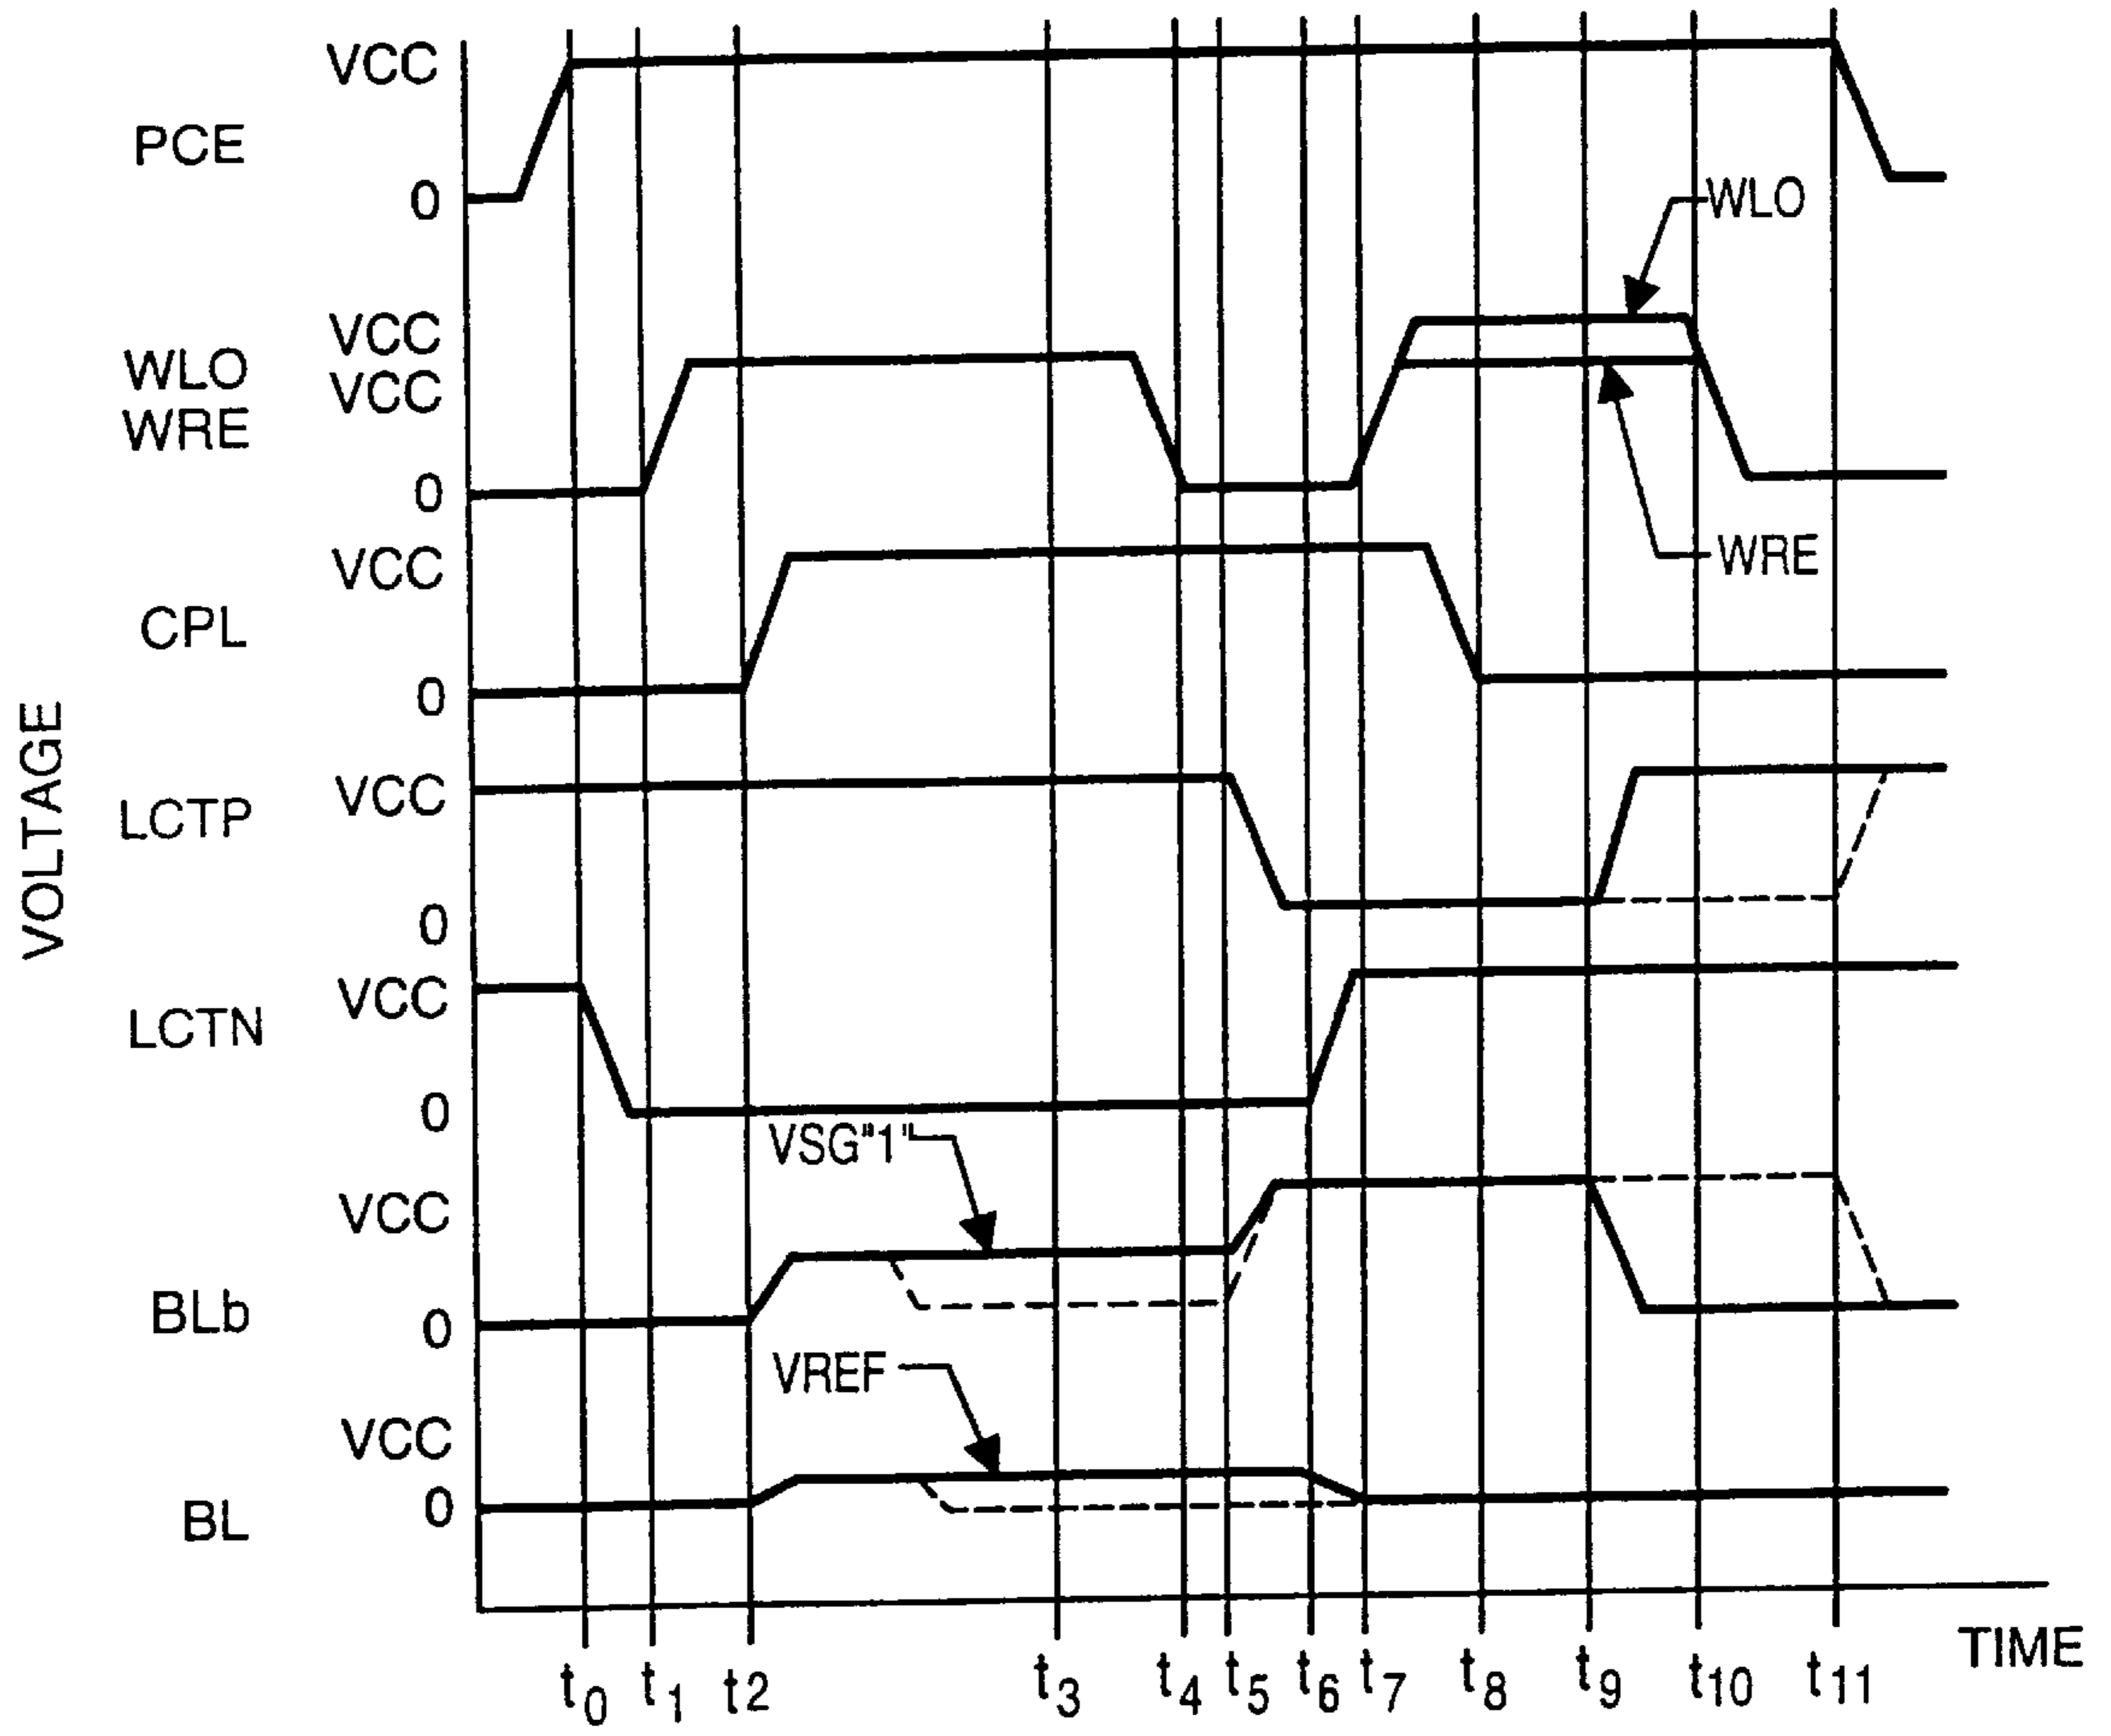 VCC
PCE
0
WLO
VCC
WLO
VCC
WRE
0
WRE
VCC
CPL
0
VOLTAGE
VCC
LCTP
0
VCC
LCTN
0
VSG"1"
VCC
BLb
0
VREF
VCC
0
BL
TIME
t0 t1 t2 t3 t4 t5 t6 t7 t8 t9 t10 t11